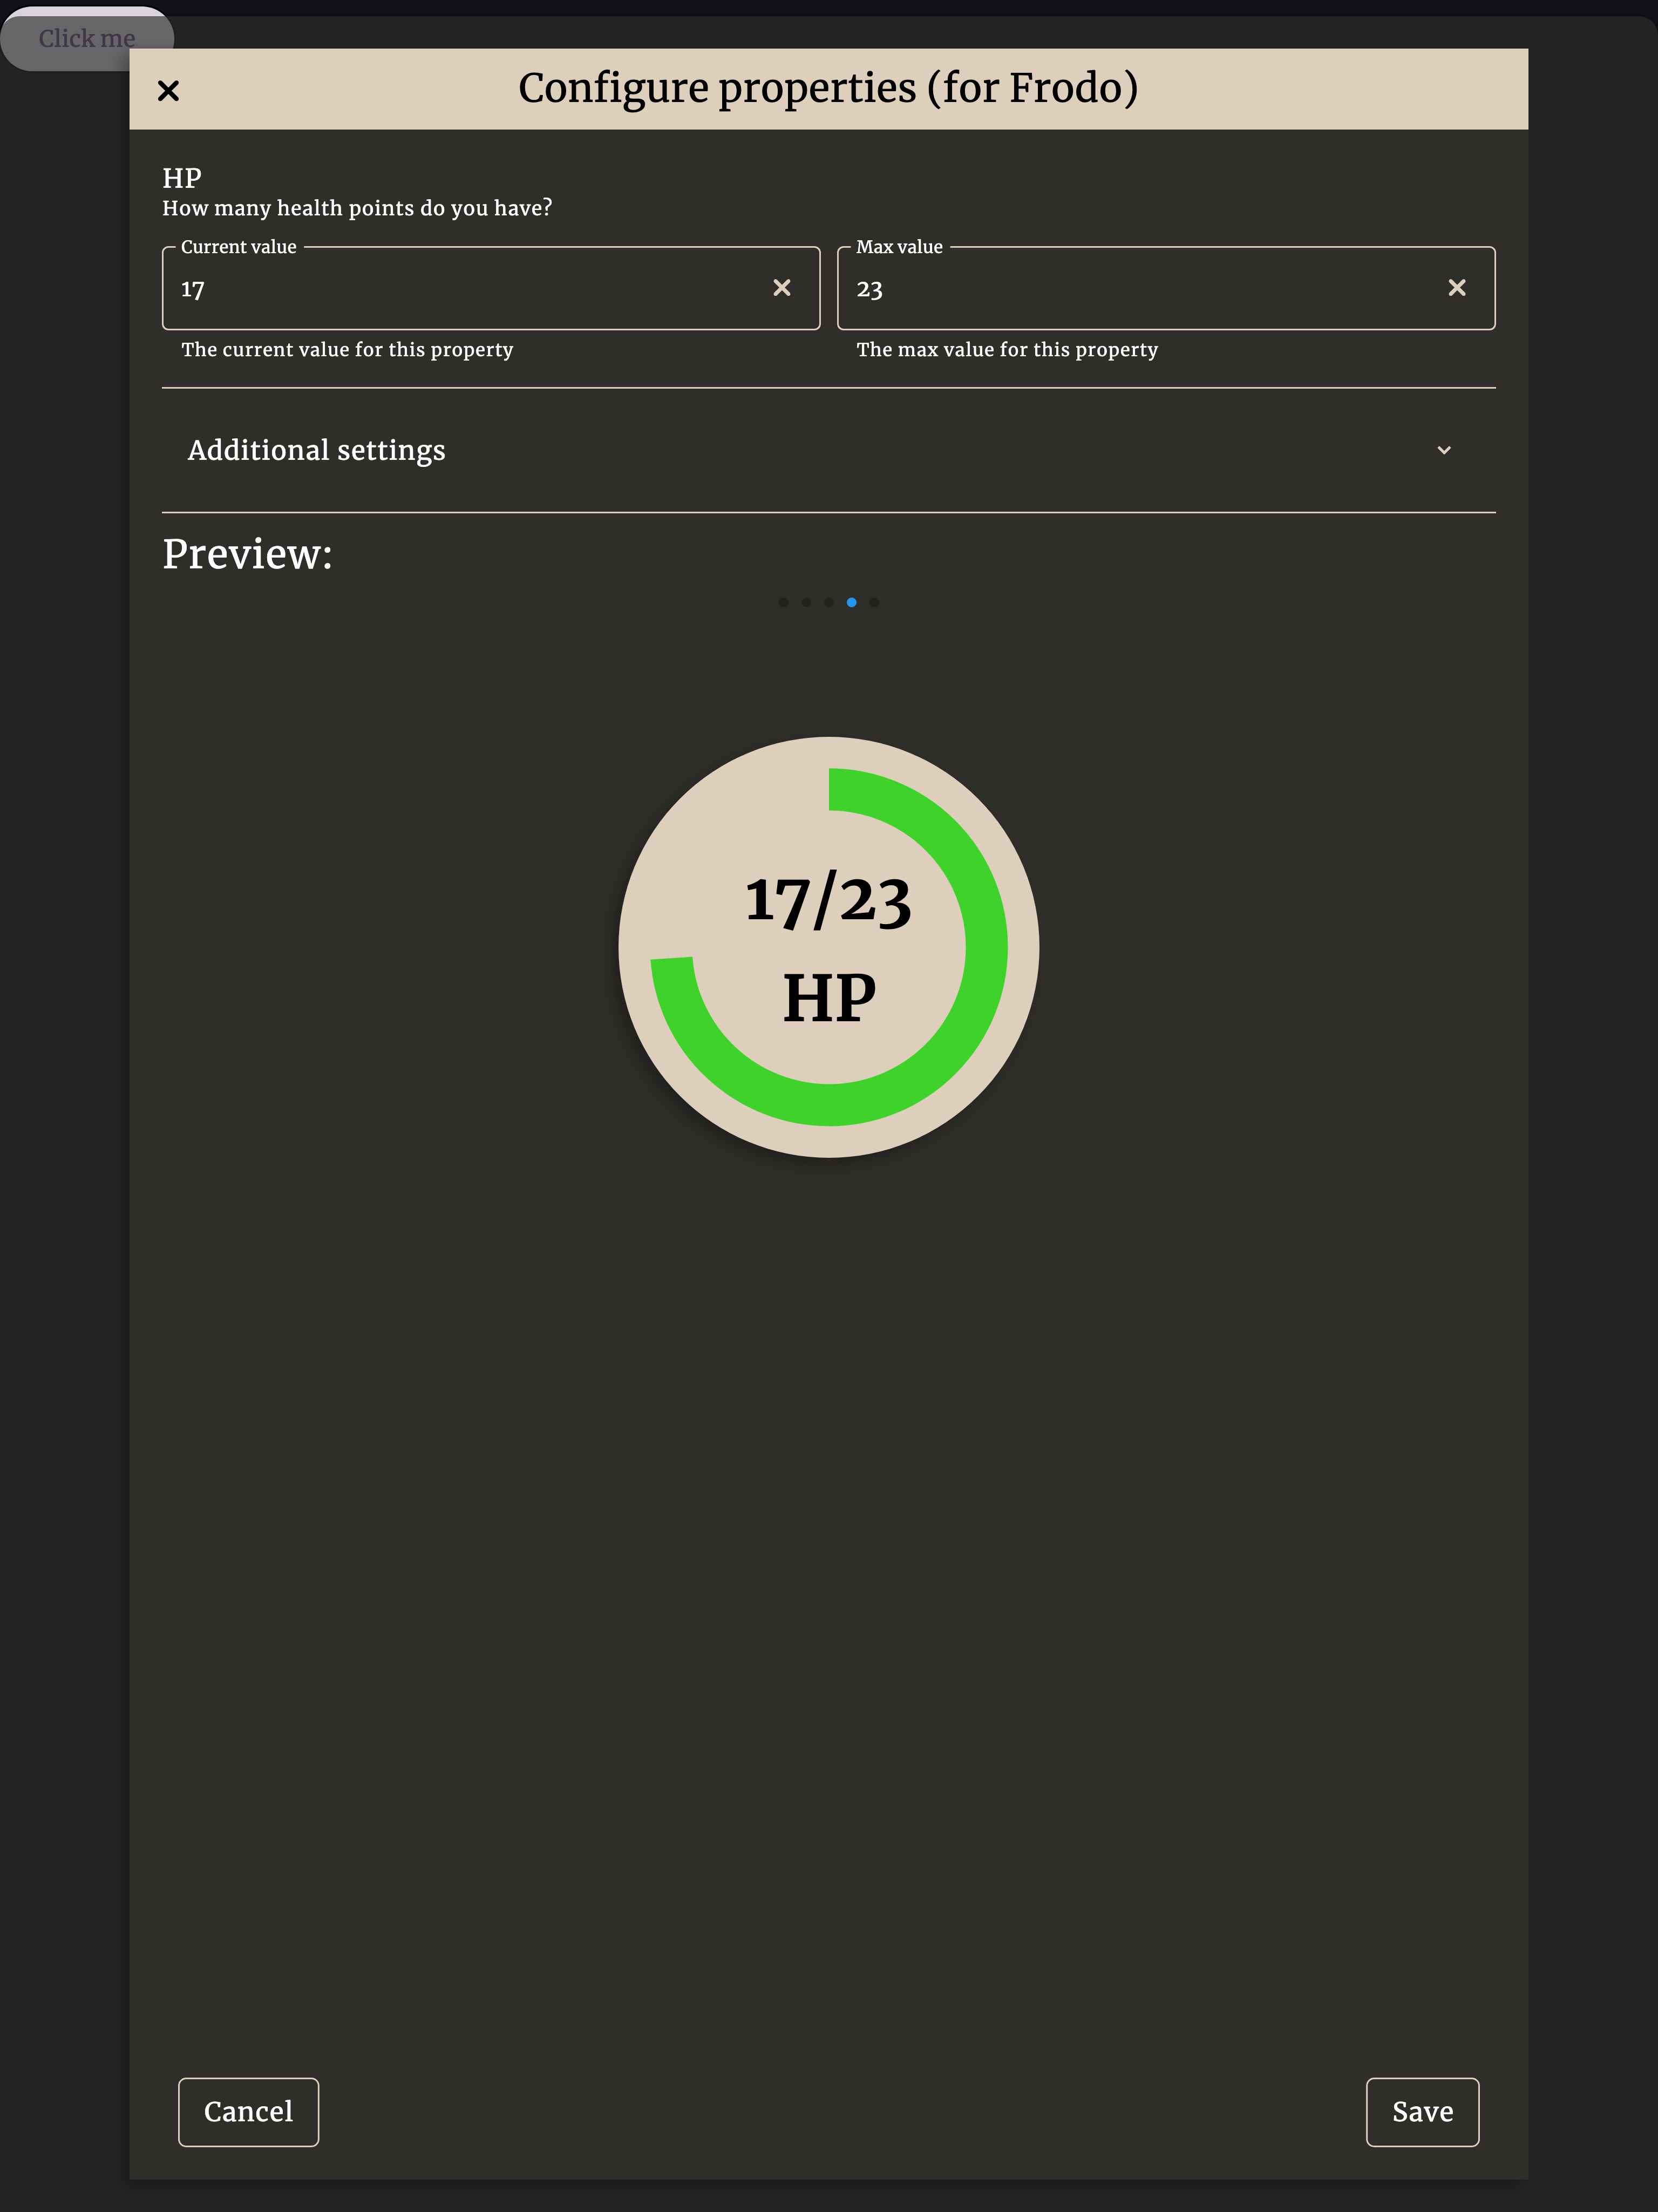 Click me
Configure properties (for Frodo)
HP
How many health points do you have?
Current value
17
The current value for this property
Max value
23
The max value for this property
Additional settings
Preview:
17/23
HP
Cancel
Save